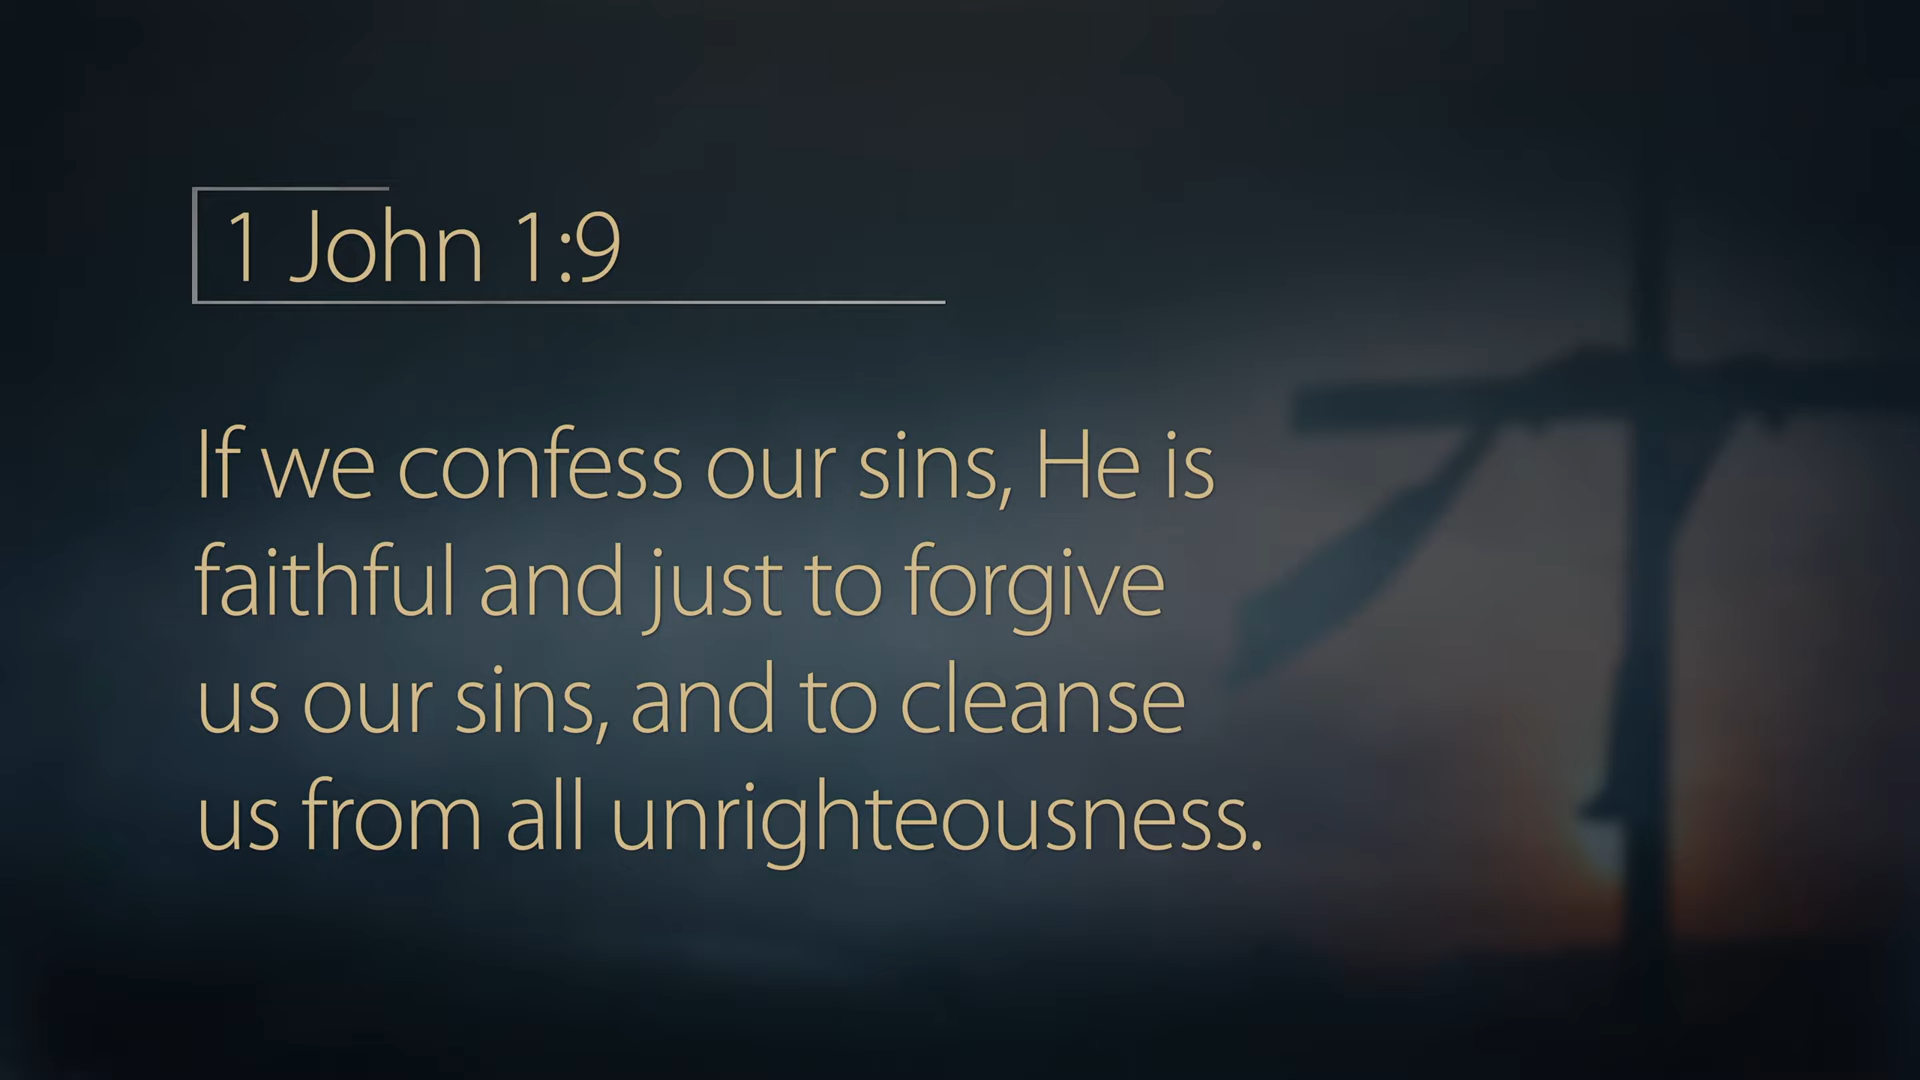 1 John 1:9
If we confess our sins, He is
faithful and just to forgive
us our sins, and to cleanse
us from all unrighteousness.